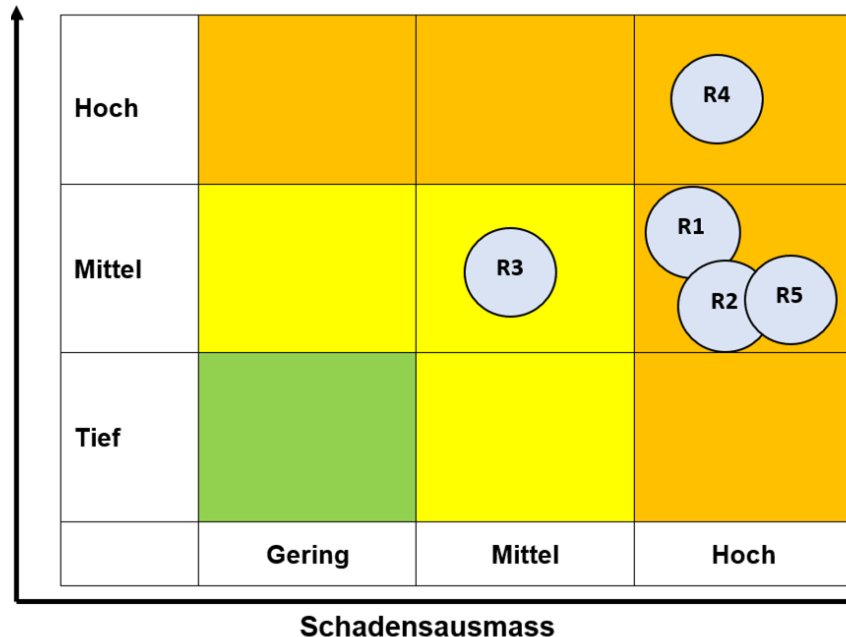 Hoch
R4
Mittel
R3
R1
R2
R5
Tief
Gering
Mittel
Hoch
Schadensausmass